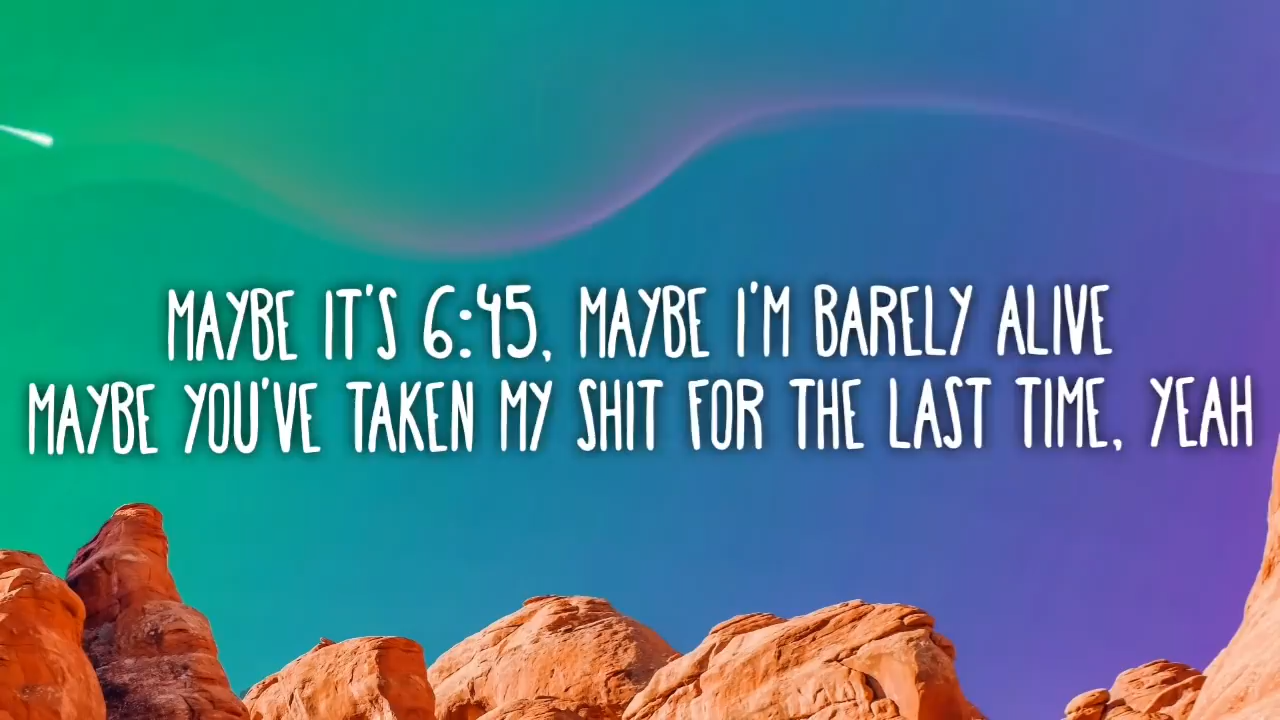 MAYBE IT'S 6:45, MAYBE I'M BARELY ALIVE
MAYBE YOU'VE TAKEN MY SHIT FOR THE LAST TIME, YEAH